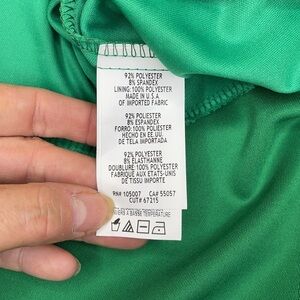 92% POLYESTER
8% SPANDEX
LINING: 100% POLYESTER
MADE IN U.S.A
OF IMPORTED FABRIC
92% POLIESTER
8% ESPANDEX
FORRO: 100% POLIESTER
HECHO EN EE.UU.
DE TELA IMPORTADA
92% POLYESTER
8% ELASTHANNE
DOUBLURE: 100% POLYESTER
FABRIQUE AUX ETATS-UNIS
DE TISSU IMPORTE
RN# 105007 CA# 55057
CUT# 67215
A BASSE TEMPERATURE